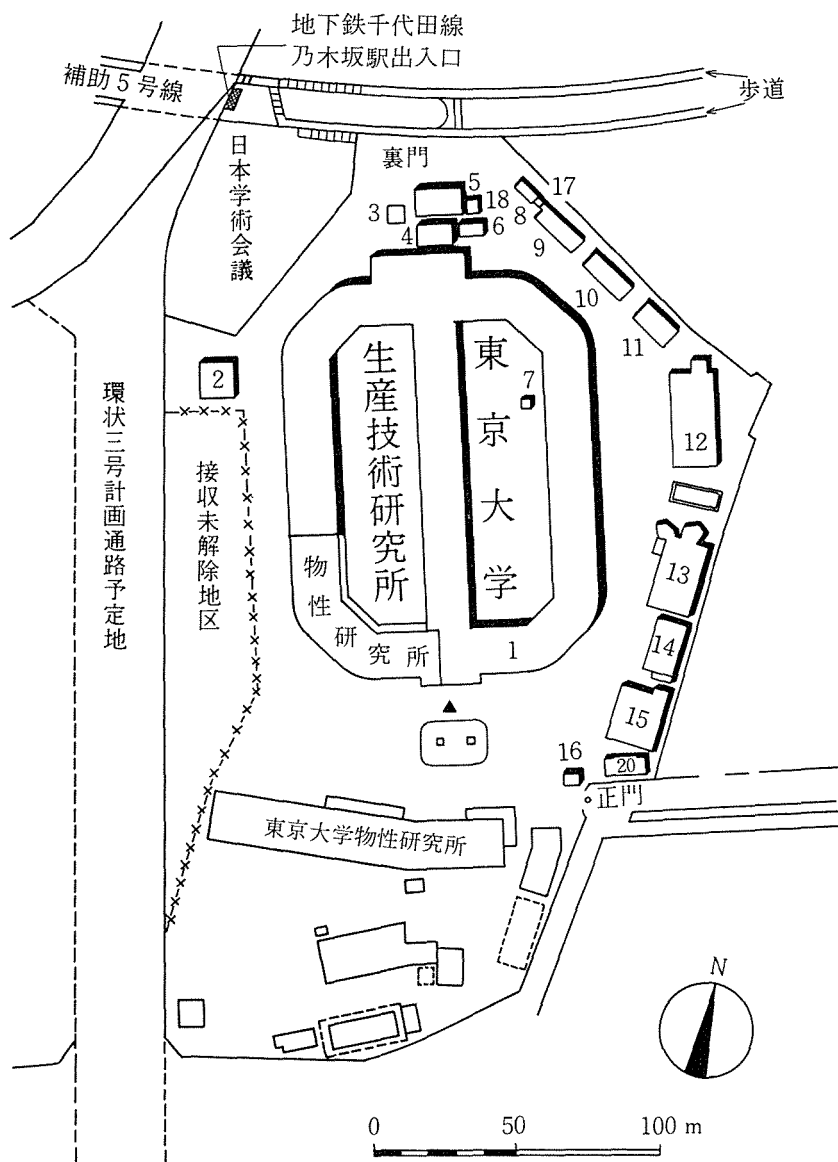 地下鉄千代田線
乃木坂駅出入口
補助5号線
歩道
日本学術会議
裏門
3
5
18
4
6
17
8
9
10
11
2
7
12
環状三号計画通路予定地
接収未解除地区
生産技術研究所
東京大学
物性研究所
1
13
14
15
16
20
正門
東京大学物性研究所
N
0
50
100 m